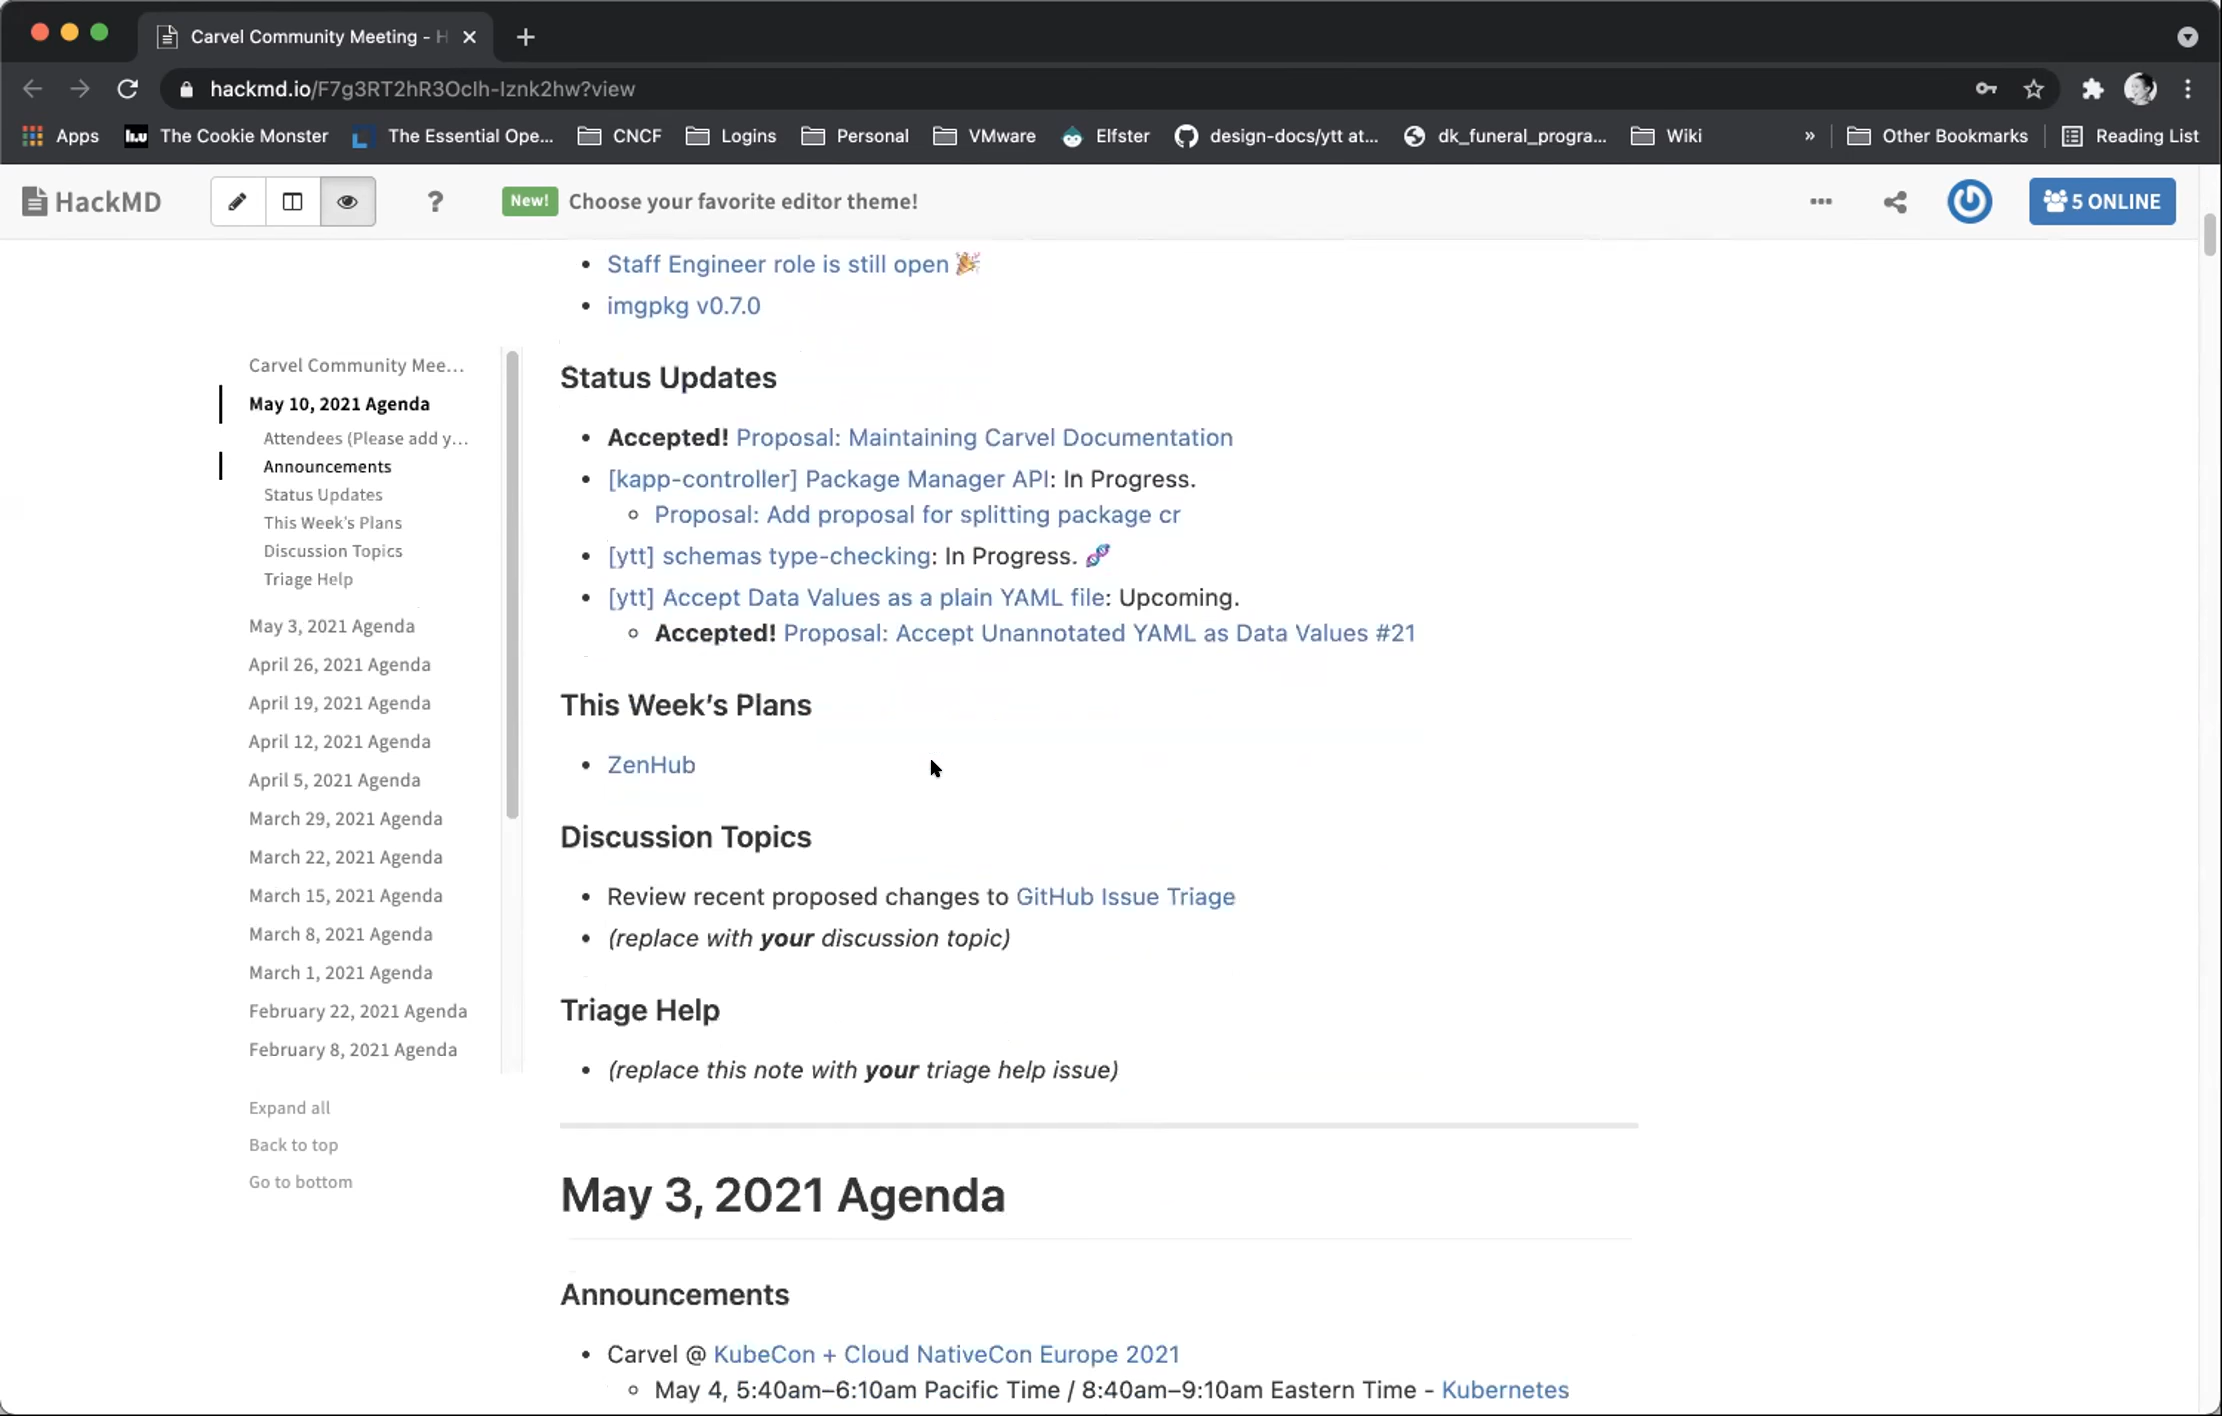 Carvel Community Meeting - H
hackmd.io/F7g3RT2hR3OcIh-Iznk2hw?view
Apps
The Cookie Monster
The Essential Ope...
CNCF
Logins
Personal
VMware
Elfster
design-docs/ytt at...
dk_funeral_progra...
Wiki
»
Other Bookmarks
Reading List
HackMD
?
New!
Choose your favorite editor theme!
5 ONLINE
Staff Engineer role is still open 🎉
imgpkg v0.7.0
Carvel Community Mee...
May 10, 2021 Agenda
Attendees (Please add y...
Announcements
Status Updates
This Week's Plans
Discussion Topics
Triage Help
May 3, 2021 Agenda
April 26, 2021 Agenda
April 19, 2021 Agenda
April 12, 2021 Agenda
April 5, 2021 Agenda
March 29, 2021 Agenda
March 22, 2021 Agenda
March 15, 2021 Agenda
March 8, 2021 Agenda
March 1, 2021 Agenda
February 22, 2021 Agenda
February 8, 2021 Agenda
Expand all
Back to top
Go to bottom
Status Updates
Accepted! Proposal: Maintaining Carvel Documentation
[kapp-controller] Package Manager API: In Progress.
Proposal: Add proposal for splitting package cr
[ytt] schemas type-checking: In Progress. 🧬
[ytt] Accept Data Values as a plain YAML file: Upcoming.
Accepted! Proposal: Accept Unannotated YAML as Data Values #21
This Week's Plans
ZenHub
Discussion Topics
Review recent proposed changes to GitHub Issue Triage
(replace with your discussion topic)
Triage Help
(replace this note with your triage help issue)
May 3, 2021 Agenda
Announcements
Carvel @ KubeCon + Cloud NativeCon Europe 2021
May 4, 5:40am–6:10am Pacific Time / 8:40am–9:10am Eastern Time - Kubernetes